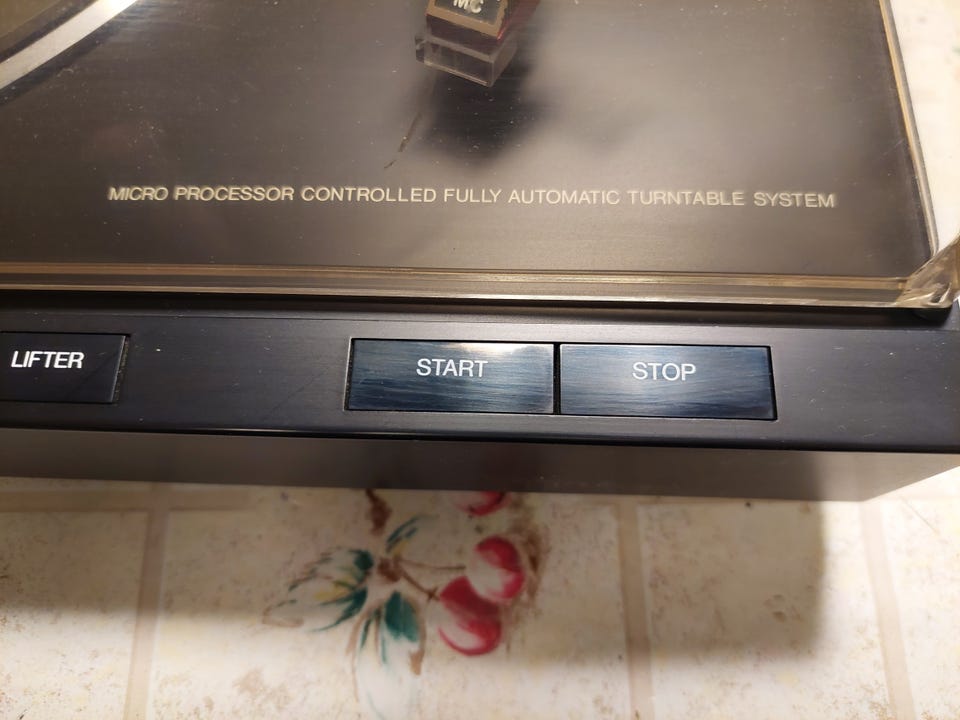 MC
MICRO PROCESSOR CONTROLLED FULLY AUTOMATIC TURNTABLE SYSTEM
LIFTER
START
STOP